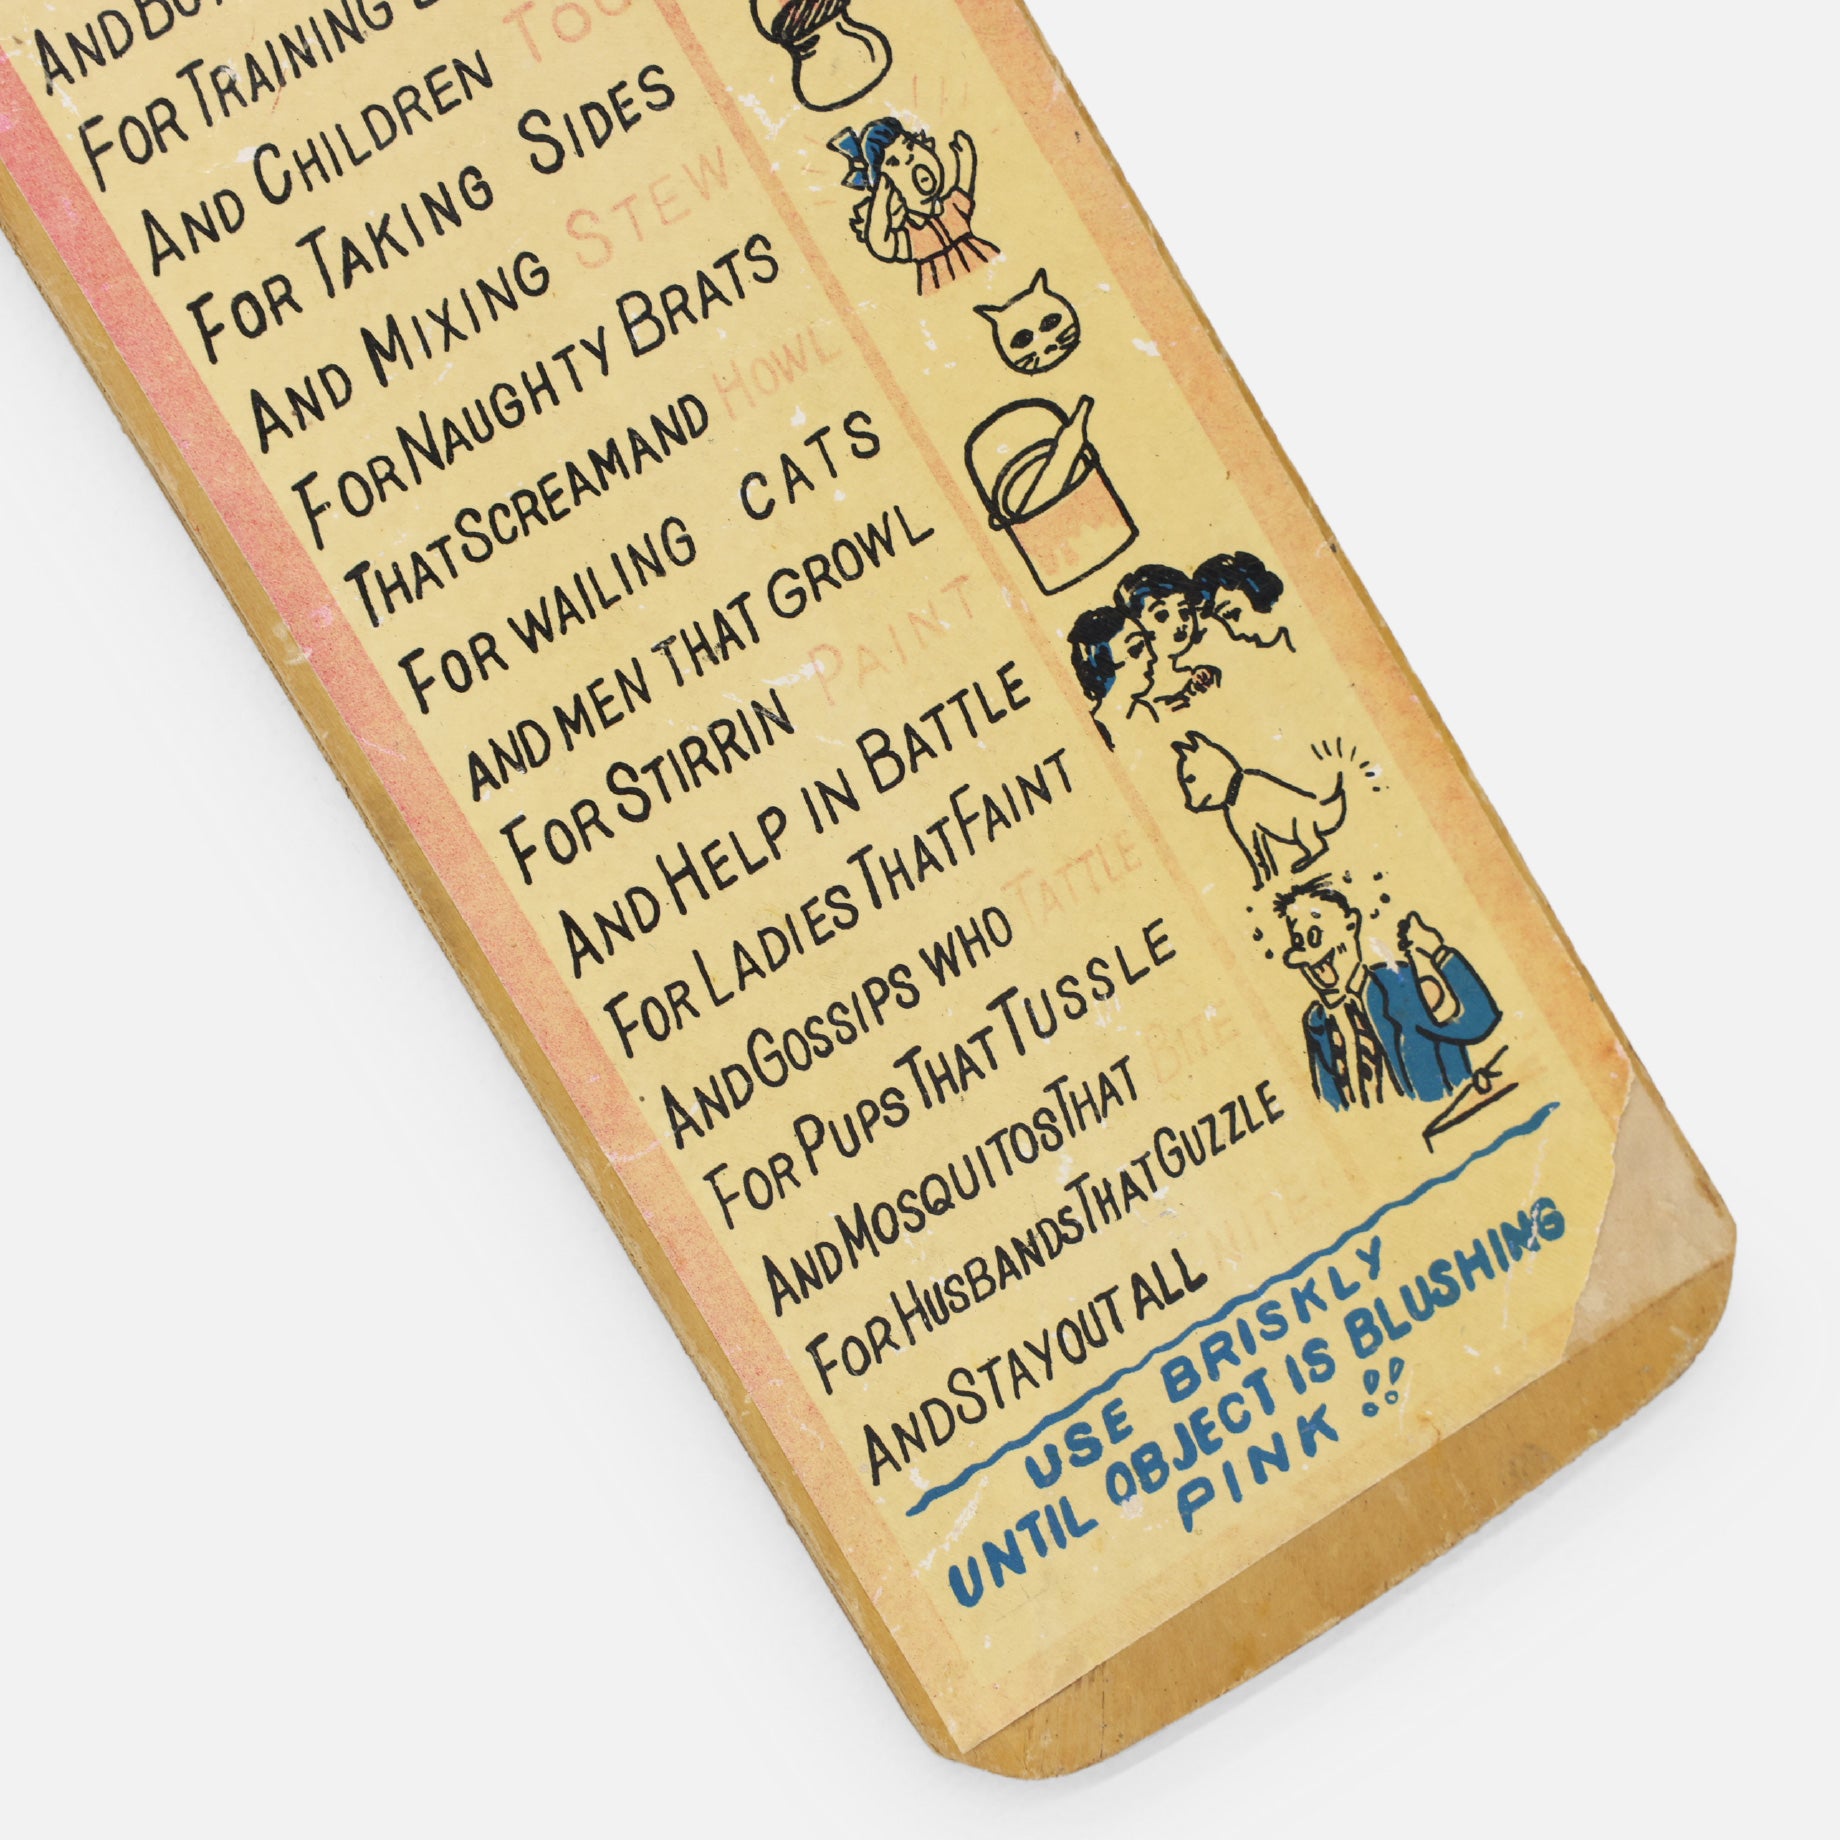 AND
FOR TRAINING
AND CHILDREN
FOR TAKING SIDES
AND MIXING STEW
FOR NAUGHTY BRATS
THAT SCREAM AND HOWL
FOR WAILING CATS
AND MEN THAT GROWL
FOR STIRRIN PAINT
AND HELP IN BATTLE
FOR LADIES THAT FAINT
AND GOSSIPS WHO TATTLE
FOR PUPS THAT TUSSLE
AND MOSQUITOS THAT BITE
FOR HUSBANDS THAT GUZZLE
AND STAY OUT ALL NITE
USE BRISKLY
UNTIL OBJECT IS BLUSHING
PINK !!